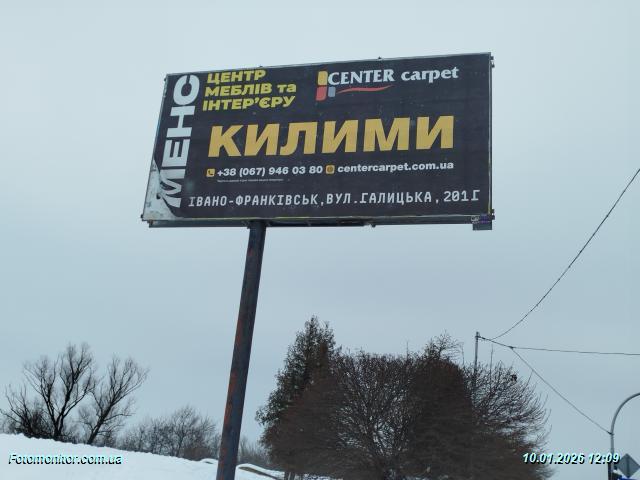 МЕНС
ЦЕНТР
МЕБЛІВ та
ІНТЕР'ЄРУ
CENTER carpet
КИЛИМИ
+38 (067) 946 03 80 centercarpet.com.ua
ІВАНО-ФРАНКІВСЬК,ВУЛ.ГАЛИЦЬКА,201Г
Fotomonitor.com.ua
10.01.2026 12:09